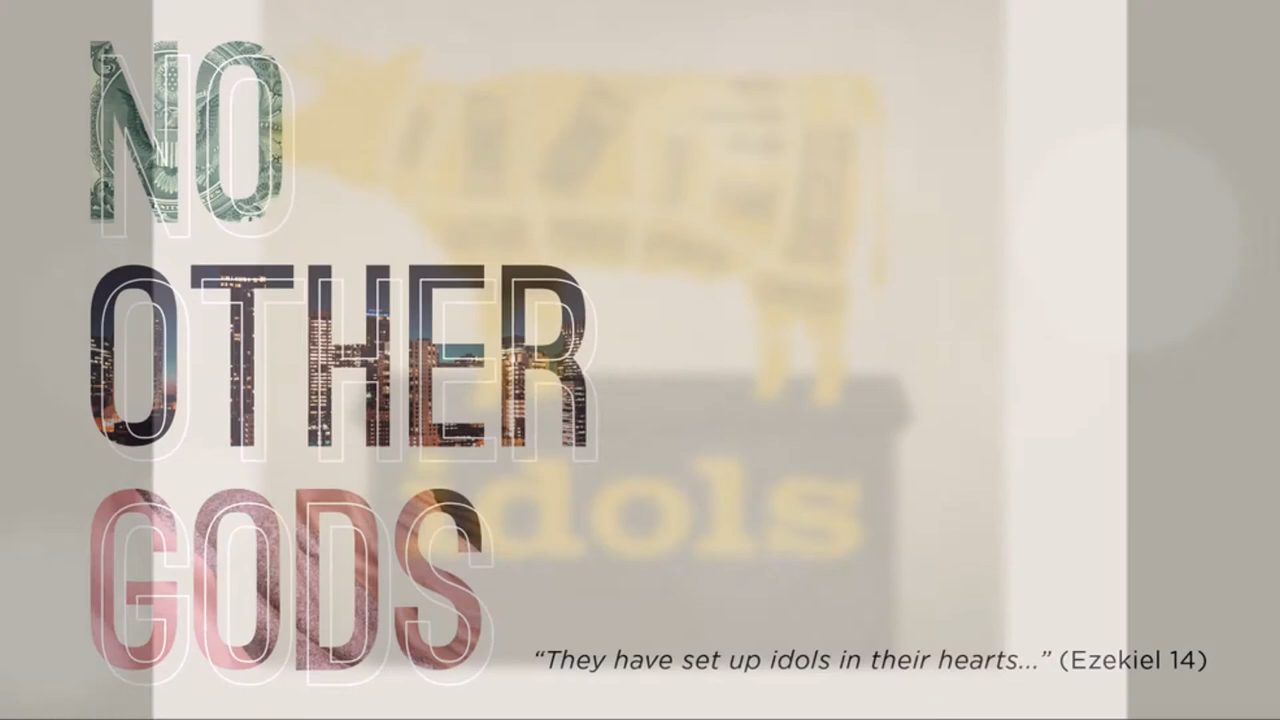 NO
OTHER
GODS
idols
“They have set up idols in their hearts...” (Ezekiel 14)